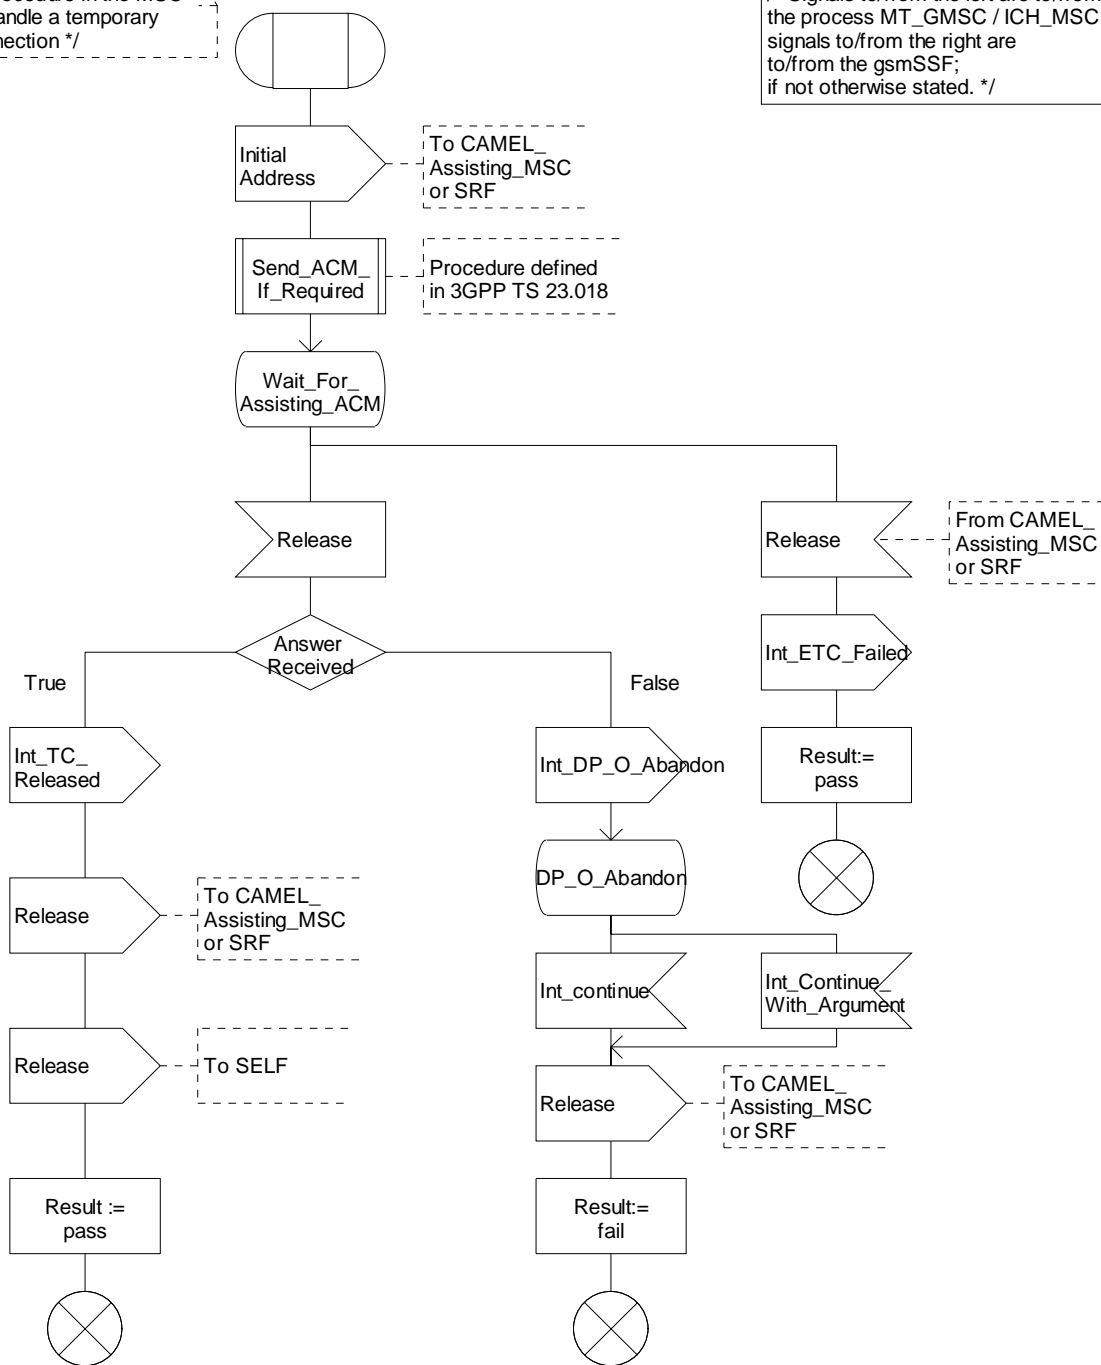 andle a temporary
nection */
the process MT_GMSC / ICH_MSC
signals to/from the right are
to/from the gsmSSF;
if not otherwise stated. */
Initial
Address
To CAMEL_
Assisting_MSC
or SRF
Send_ACM_
If_Required
Procedure defined
in 3GPP TS 23.018
Wait_For_
Assisting_ACM
Release
Release
From CAMEL_
Assisting_MSC
or SRF
Answer
Received
Int_ETC_Failed
True
False
Int_TC_
Released
Int_DP_O_Abandon
Result:=
pass
DP_O_Abandon
Release
To CAMEL_
Assisting_MSC
or SRF
Int_continue
Int_Continue_
With_Argument
Release
To SELF
Release
To CAMEL_
Assisting_MSC
or SRF
Result :=
pass
Result:=
fail